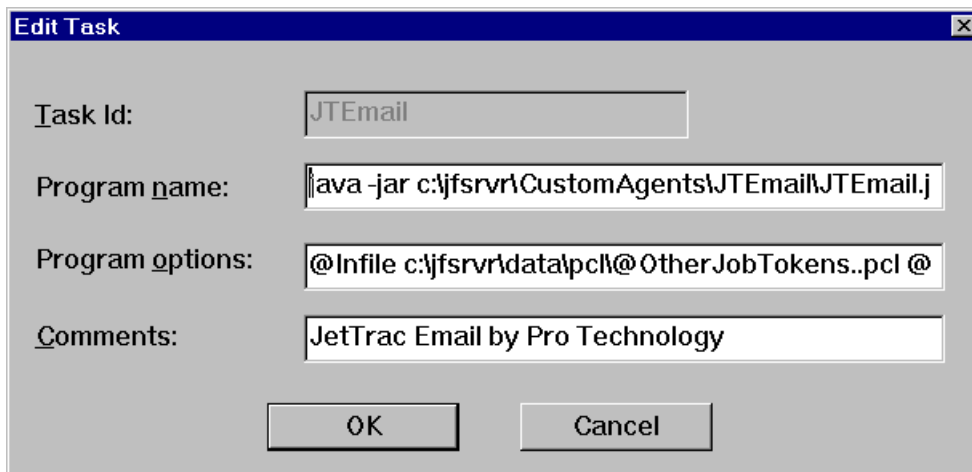 Edit Task
Task Id: JTEmail
Program name: java -jar c:\jfsrvr\CustomAgents\JTEmail\JTEmail.j
Program options: @Infile c:\jfsrvr\data\pcl\@OtherJobTokens..pcl @
Comments: JetTrac Email by Pro Technology
OK Cancel